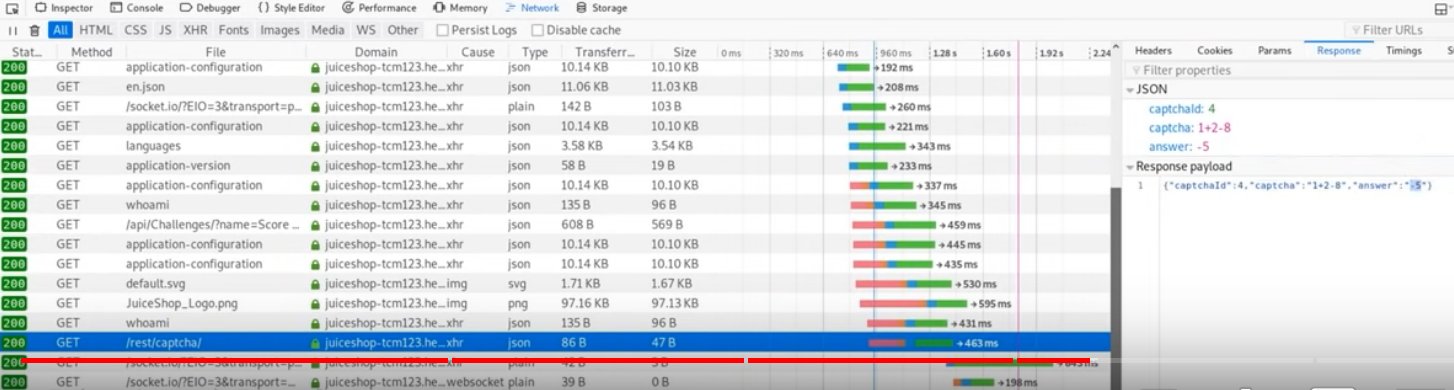 Inspector Console Debugger Style Editor Performance Memory Network Storage
All HTML CSS JS XHR Fonts Images Media WS Other Persist Logs Disable cache Filter URLs
Stat... Method File Domain Cause Type Transferr... Size 0 ms 320 ms 640 ms 960 ms 1.28 s 1.60 s 1.92 s 2.24
200 GET application-configuration juiceshop-tcm123.he... xhr json 10.14 KB 10.10 KB → 192 ms
200 GET en.json juiceshop-tcm123.he... xhr json 11.06 KB 11.03 KB → 208 ms
200 GET /socket.io/?EIO=3&transport=p... juiceshop-tcm123.he... xhr plain 142 B 103 B → 260 ms
200 GET application-configuration juiceshop-tcm123.he... xhr json 10.14 KB 10.10 KB → 221 ms
200 GET languages juiceshop-tcm123.he... xhr json 3.58 KB 3.54 KB → 343 ms
200 GET application-version juiceshop-tcm123.he... xhr json 58 B 19 B → 233 ms
200 GET application-configuration juiceshop-tcm123.he... xhr json 10.14 KB 10.10 KB → 337 ms
200 GET whoami juiceshop-tcm123.he... xhr json 135 B 96 B → 345 ms
200 GET /api/Challenges/?name=Score ... juiceshop-tcm123.he... xhr json 608 B 569 B → 459 ms
200 GET application-configuration juiceshop-tcm123.he... xhr json 10.14 KB 10.10 KB → 445 ms
200 GET application-configuration juiceshop-tcm123.he... xhr json 10.14 KB 10.10 KB → 435 ms
200 GET default.svg juiceshop-tcm123.he... img svg 1.71 KB 1.67 KB → 530 ms
200 GET JuiceShop_Logo.png juiceshop-tcm123.he... img png 97.16 KB 97.13 KB → 595 ms
200 GET whoami juiceshop-tcm123.he... xhr json 135 B 96 B → 431 ms
200 GET /rest/captcha/ juiceshop-tcm123.he... xhr json 86 B 47 B → 463 ms
200 GET /socket.io/?EIO=3&transport=p... juiceshop-tcm123.he... xhr plain
200 GET /socket.io/?EIO=3&transport=... juiceshop-tcm123.he... websocket plain 39 B 0 B → 198 ms
Headers Cookies Params Response Timings
Filter properties
JSON
captchaId: 4
captcha: 1+2-8
answer: -5
Response payload
1 {"captchaId":4,"captcha":"1+2-8","answer":"-5"}